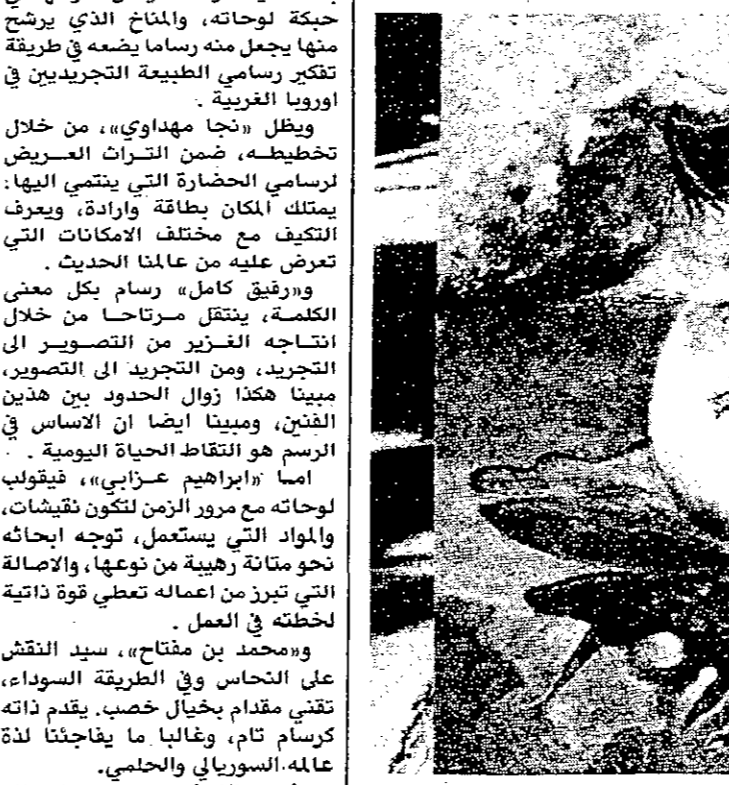 حبكة لوحاته، والمناخ الذي يرشح
منها يجعل منه رساما يضعه في طريقة
تفكير رسامي الطبيعة التجريديين في
اوروبا الغربية .
ويظل «نجا مهداوي»، من خلال
تخطيطه، ضمن التراث العريض
لرسامي الحضارة التي ينتمي اليها:
يمتلك المكان بطاقة وارادة، ويعرف
التكيف مع مختلف الامكانات التي
تعرض عليه من عالمنا الحديث .
و«رفيق كامل» رسام بكل معنى
الكلمة، ينتقل مرتاحا من خلال
انتاجه الغزير من التصوير الى
التجريد، ومن التجريد الى التصوير،
مبينا هكذا زوال الحدود بين هذين
الفنين، ومبينا ايضا ان الاساس في
الرسم هو التقاط الحياة اليومية .
اما «ابراهيم عزابي»، فيقولب
لوحاته مع مرور الزمن لتكون نقيشات،
والمواد التي يستعمل، توجه ابحاثه
نحو متانة رهيبة من نوعها، والاصالة
التي تبرز من اعماله تعطي قوة ذاتية
لخطته في العمل .
و«محمد بن مفتاح»، سيد النقش
على النحاس وفي الطريقة السوداء،
تقني مقدام بخيال خصب. يقدم ذاته
كرسام تام، وغالبا ما يفاجئنا لذة
عالمه السوريالي والحلمي.